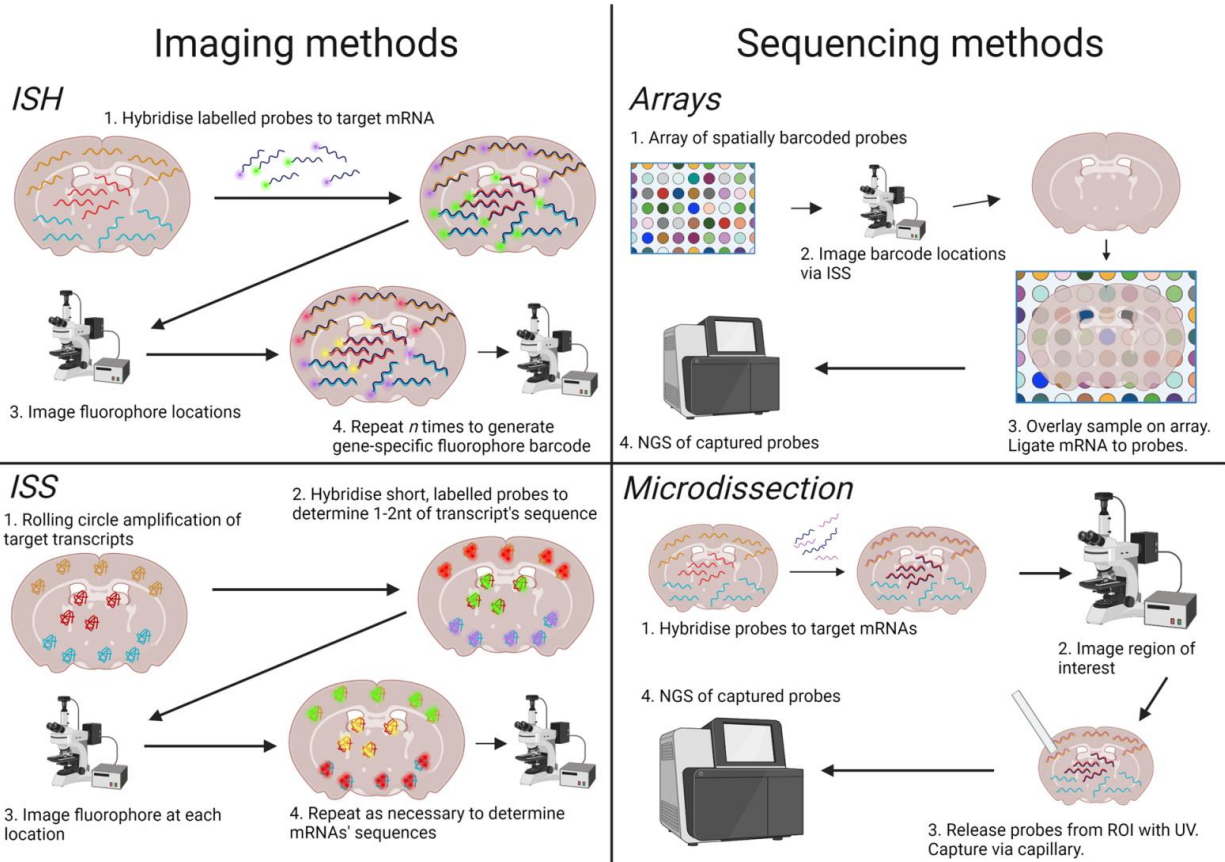 Imaging methods
ISH
1. Hybridise labelled probes to target mRNA
3. Image fluorophore locations
4. Repeat n times to generate
gene-specific fluorophore barcode
Sequencing methods
Arrays
1. Array of spatially barcoded probes
2. Image barcode locations
via ISS
3. Overlay sample on array.
Ligate mRNA to probes.
4. NGS of captured probes
ISS
1. Rolling circle amplification of
target transcripts
2. Hybridise short, labelled probes to
determine 1-2nt of transcript's sequence
3. Image fluorophore at each
location
4. Repeat as necessary to determine
mRNAs' sequences
Microdissection
1. Hybridise probes to target mRNAs
2. Image region of
interest
3. Release probes from ROI with UV.
Capture via capillary.
4. NGS of captured probes